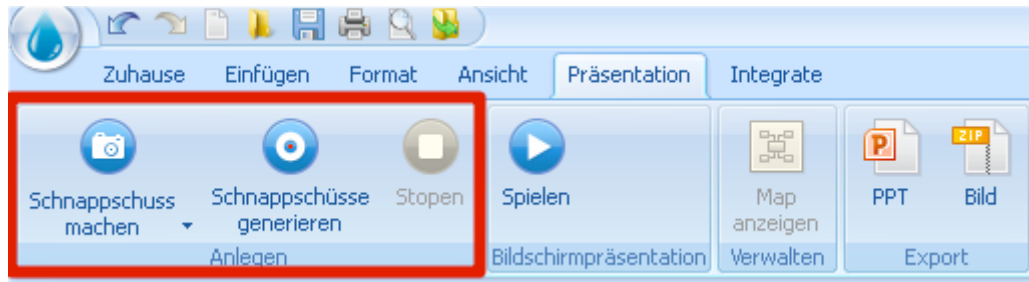 Zuhause Einfügen Format Ansicht Präsentation Integrate
Schnappschuss machen
Schnappschüsse generieren
Stopen
Anlegen
Spielen
Bildschirmpräsentation
Map anzeigen
Verwalten
P
PPT
ZIP
Bild
Export